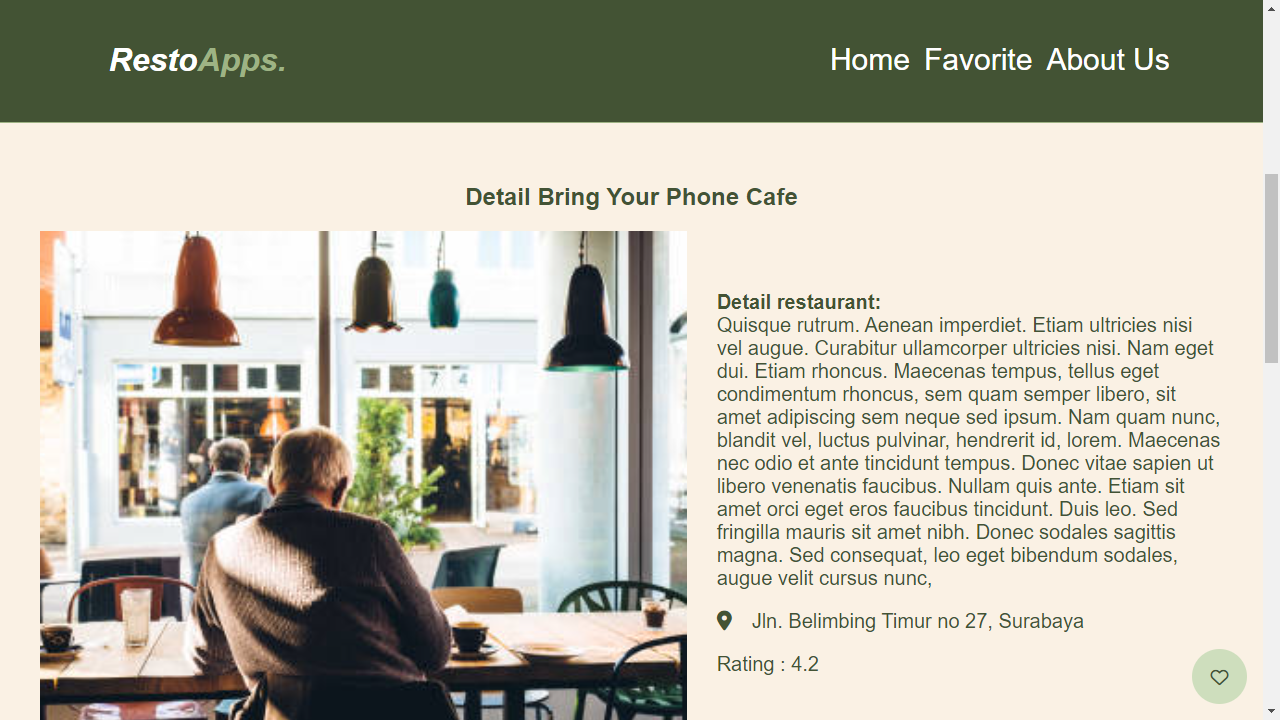 RestoApps.
Home Favorite About Us
Detail Bring Your Phone Cafe
7 4
Detail restaurant:
Quisque rutrum. Aenean imperdiet. Etiam ultricies nisi
vel augue. Curabitur ullamcorper ultricies nisi. Nam eget
dui. Etiam rhoncus. Maecenas tempus, tellus eget
condimentum rhoncus, sem quam semper libero, sit
amet adipiscing sem neque sed ipsum. Nam quam nunc,
blandit vel, luctus pulvinar, hendrerit id, lorem. Maecenas
nec odio et ante tincidunt tempus. Donec vitae sapien ut
libero venenatis faucibus. Nullam quis ante. Etiam sit
amet orci eget eros faucibus tincidunt. Duis leo. Sed
fringilla mauris sit amet nibh. Donec sodales sagittis
magna. Sed consequat, leo eget bibendum sodales,
augue velit cursus nunc,
Jln. Belimbing Timur no 27, Surabaya
Rating : 4.2